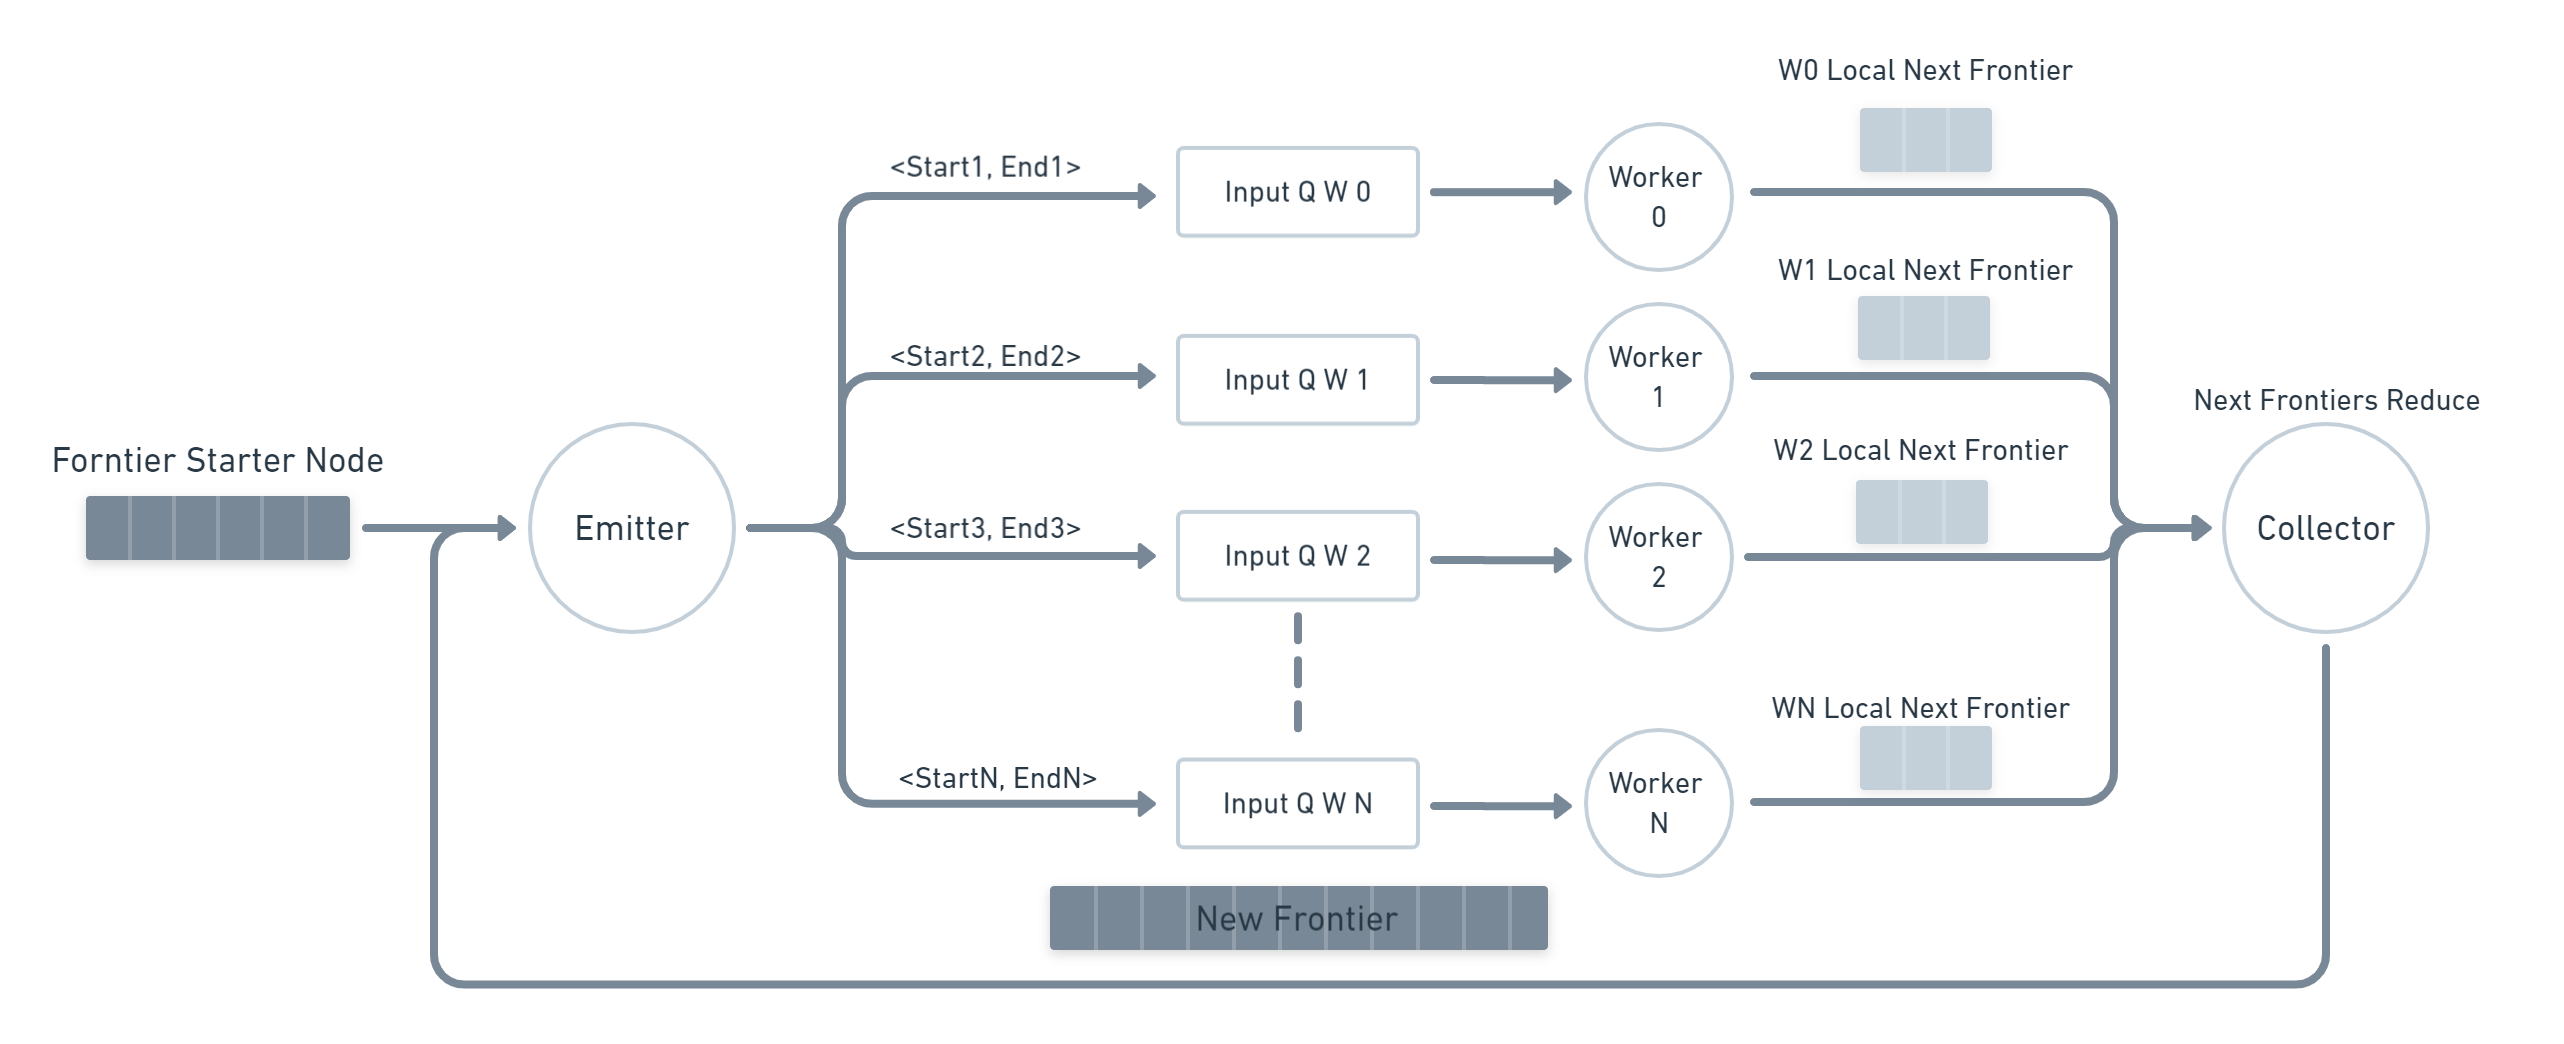 W0 Local Next Frontier
<Start1, End1>
Input Q W 0
Worker
0
W1 Local Next Frontier
<Start2, End2>
Input Q W 1
Worker
1
Next Frontiers Reduce
W2 Local Next Frontier
Forntier Starter Node
Emitter
<Start3, End3>
Input Q W 2
Worker
2
Collector
WN Local Next Frontier
<StartN, EndN>
Input Q W N
Worker
N
New Frontier